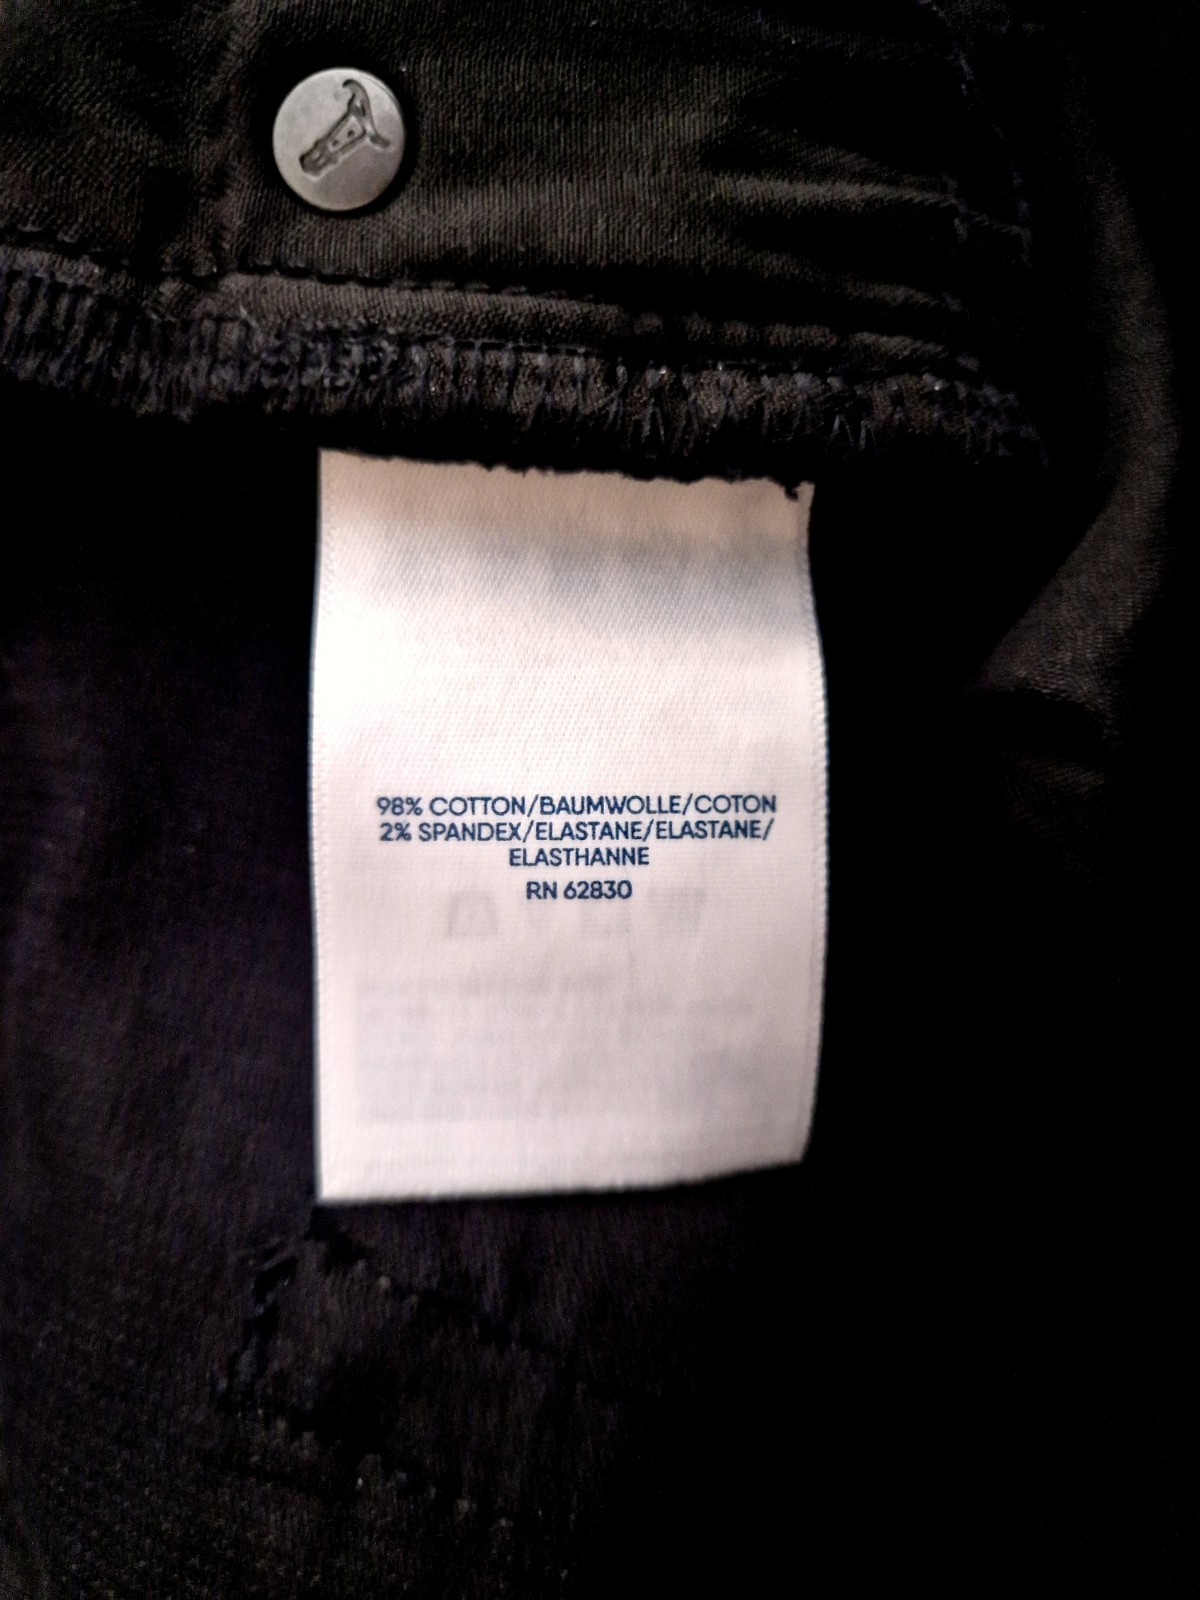 98% COTTON/BAUMWOLLE/COTON
2% SPANDEX/ELASTANE/ELASTANE/
ELASTHANNE
RN 62830